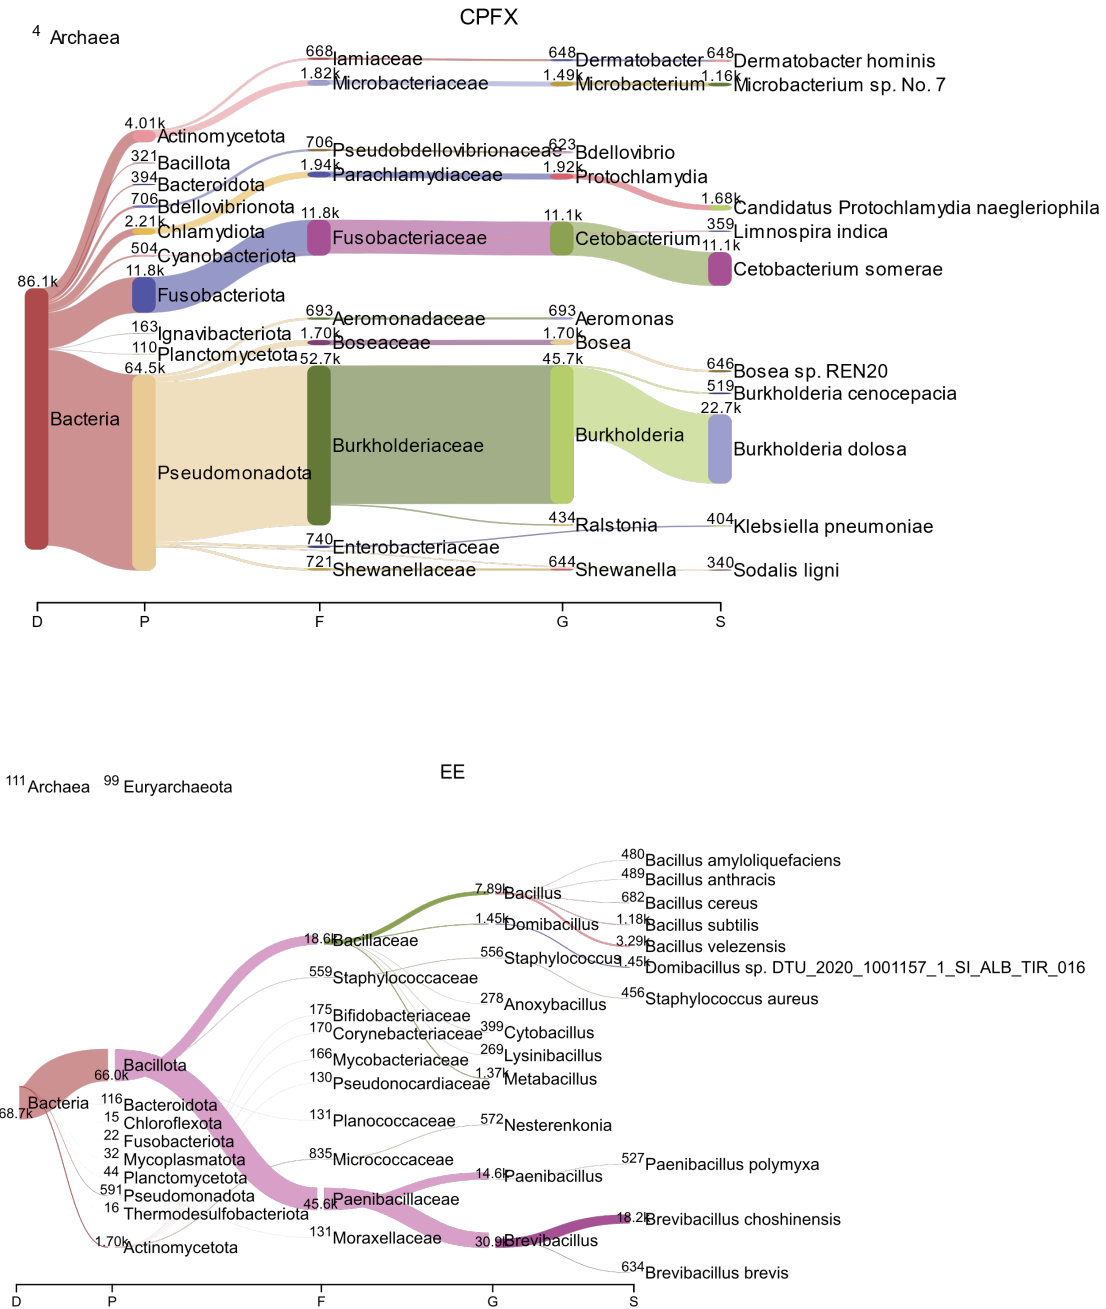 CPFX
4 Archaea
668 Iamiaceae 648 Dermatobacter 648 Dermatobacter hominis
1.82k Microbacteriaceae 1.49k Microbacterium 1.16k Microbacterium sp. No. 7
4.01k Actinomycetota
321 Bacillota 706 Pseudobdellovibrionaceae 623 Bdellovibrio
394 Bacteroidota 1.94k Parachlamydiaceae 1.92k Protochlamydia
706 Bdellovibrionota 1.68k Candidatus Protochlamydia naegleriophila
2.21k Chlamydiota 359 Limnospira indica
504 Cyanobacteriota 11.8k Fusobacteriaceae 11.1k Cetobacterium
11.8k Fusobacteriota 11.1k Cetobacterium somerae
86.1k Bacteria
163 Ignavibacteriota 693 Aeromonadaceae 693 Aeromonas
110 Planctomycetota 1.70k Boseaceae 1.70k Bosea
646 Bosea sp. REN20
519 Burkholderia cenocepacia
64.5k Pseudomonadota 52.7k Burkholderiaceae 45.7k Burkholderia 22.7k Burkholderia dolosa
434 Ralstonia 404 Klebsiella pneumoniae
740 Enterobacteriaceae
721 Shewanellaceae 644 Shewanella 340 Sodalis ligni
D P F G S
EE
111 Archaea 99 Euryarchaeota
480 Bacillus amyloliquefaciens
489 Bacillus anthracis
7.89k Bacillus 682 Bacillus cereus
1.45k Domibacillus 1.18k Bacillus subtilis
18.6k Bacillaceae 3.29k Bacillus velezensis
556 Staphylococcus 1.45k Domibacillus sp. DTU_2020_1001157_1_SI_ALB_TIR_016
559 Staphylococcaceae
278 Anoxybacillus 456 Staphylococcus aureus
175 Bifidobacteriaceae
170 Corynebacteriaceae 399 Cytobacillus
166 Mycobacteriaceae 269 Lysinibacillus
66.0k Bacillota
130 Pseudonocardiaceae 1.37k Metabacillus
68.7k Bacteria
116 Bacteroidota
15 Chloroflexota 131 Planococcaceae 572 Nesterenkonia
22 Fusobacteriota
32 Mycoplasmatota 835 Micrococcaceae 527 Paenibacillus polymyxa
44 Planctomycetota 14.6k Paenibacillus
591 Pseudomonadota 45.6k Paenibacillaceae
16 Thermodesulfobacteriota 18.2k Brevibacillus choshinensis
131 Moraxellaceae 30.9k Brevibacillus
1.70k Actinomycetota
634 Brevibacillus brevis
D P F G S